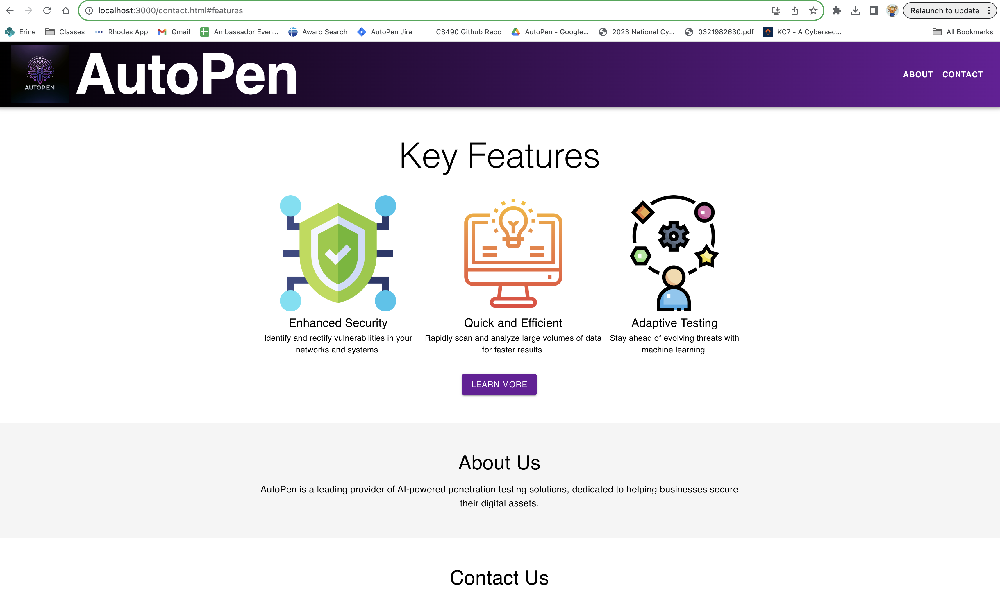 localhost:3000/contact.html#features
Relaunch to update
Erine
Classes
Rhodes App
Gmail
Ambassador Even...
Award Search
AutoPen Jira
CS490 Github Repo
AutoPen - Google...
2023 National Cy...
0321982630.pdf
KC7 - A Cybersec...
All Bookmarks
AUTOPEN
AutoPen
ABOUT
CONTACT
Key Features
Enhanced Security
Identify and rectify vulnerabilities in your
networks and systems.
Quick and Efficient
Rapidly scan and analyze large volumes of data
for faster results.
Adaptive Testing
Stay ahead of evolving threats with
machine learning.
LEARN MORE
About Us
AutoPen is a leading provider of AI-powered penetration testing solutions, dedicated to helping businesses secure
their digital assets.
Contact Us